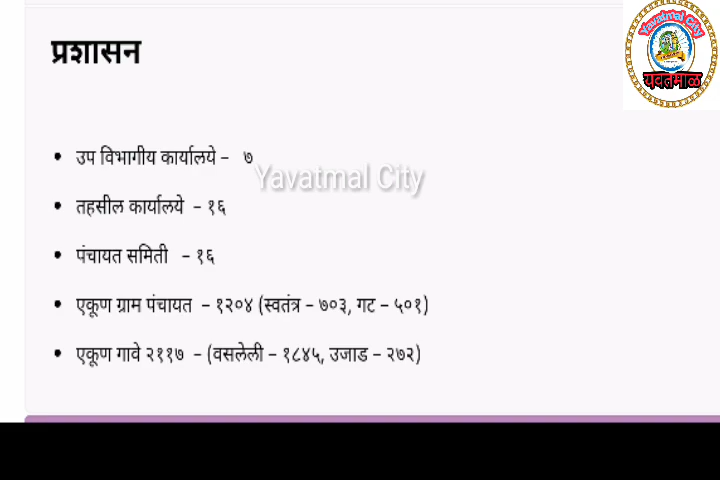 Yavatmal City
यवतमाळ
प्रशासन
• उप विभागीय कार्यालये – ७
Yavatmal City
• तहसील कार्यालये – १६
• पंचायत समिती – १६
• एकूण ग्राम पंचायत – १२०४ (स्वतंत्र – ७०३, गट – ५०१)
• एकूण गावे २११७ – (वसलेली – १८४५, उजाड – २७२)